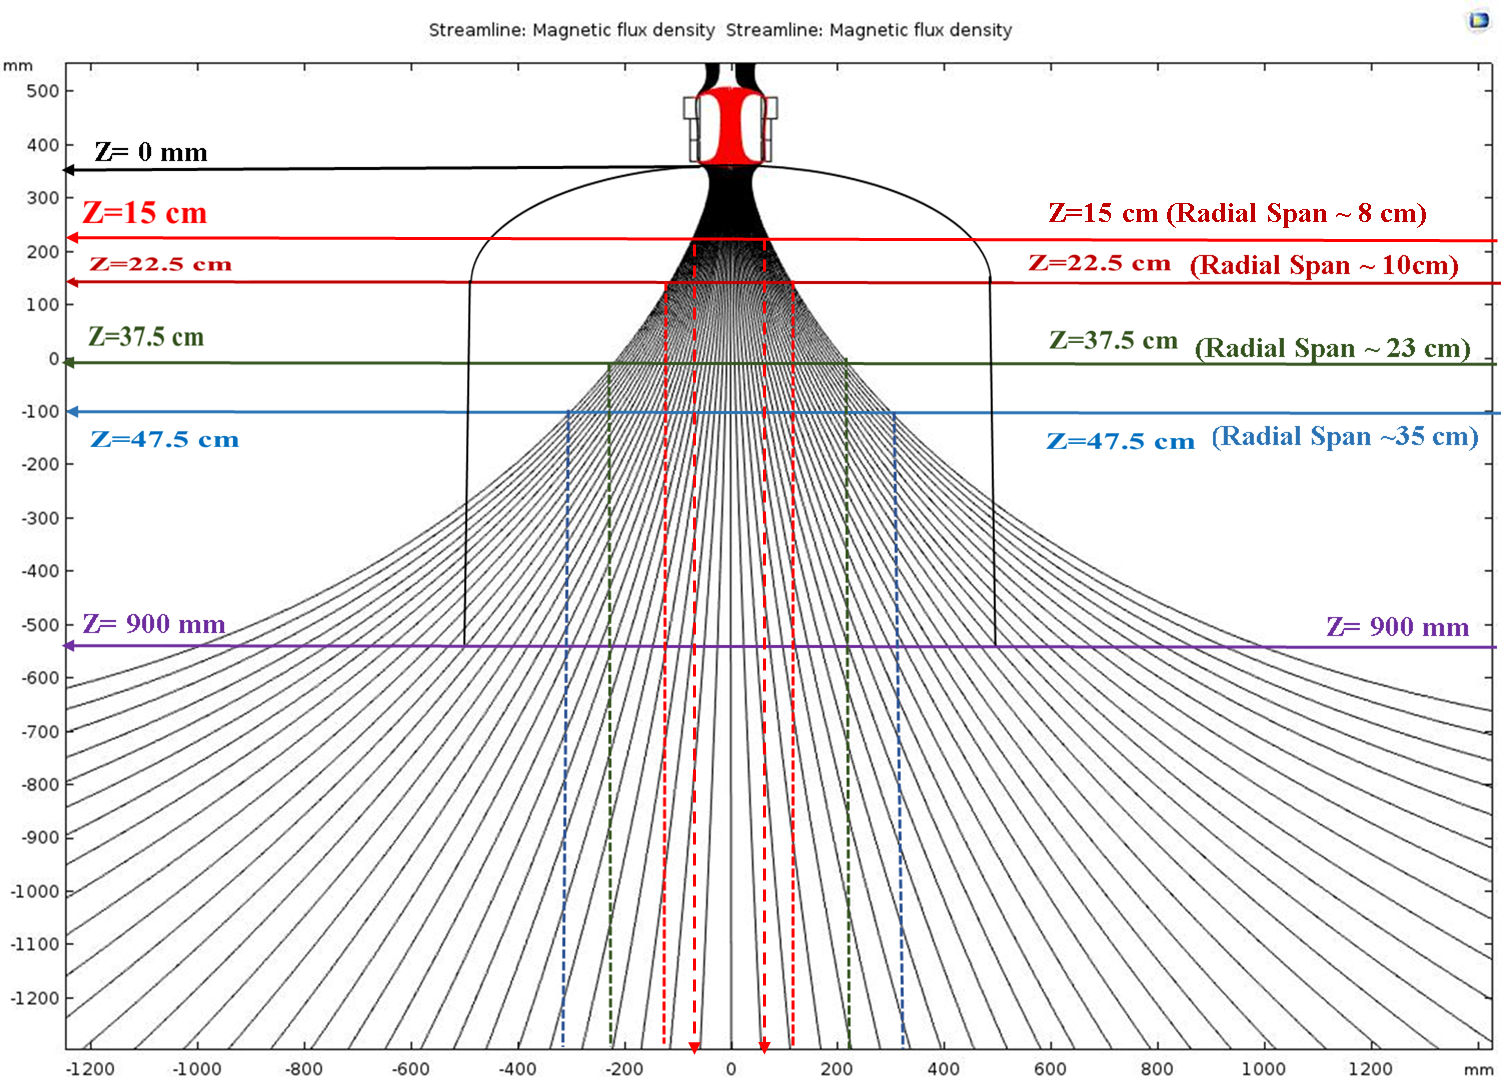 Streamline: Magnetic flux density Streamline: Magnetic flux density
mm
500
400
Z= 0 mm
300
Z=15 cm
Z=15 cm (Radial Span ~ 8 cm)
200
Z=22.5 cm
Z=22.5 cm (Radial Span ~ 10cm)
100
Z=37.5 cm
Z=37.5 cm (Radial Span ~ 23 cm)
0
-100
Z=47.5 cm
Z=47.5 cm (Radial Span ~35 cm)
-200
-300
-400
-500
Z= 900 mm
Z= 900 mm
-600
-700
-800
-900
-1000
-1100
-1200
-1200 -1000 -800 -600 -400 -200 0 200 400 600 800 1000 1200 mm